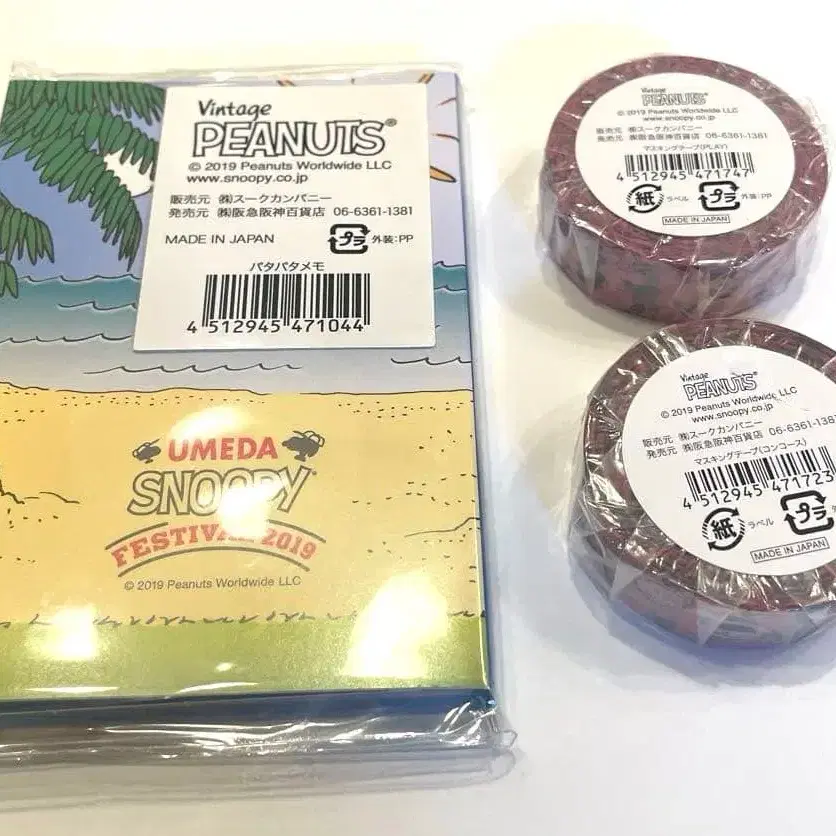 Vintage
PEANUTS®
© 2019 Peanuts Worldwide LLC
www.snoopy.co.jp
販売元 ㈱スークカンパニー
発売元 ㈱阪急阪神百貨店 06-6361-1381
MADE IN JAPAN プラ 外装:PP
パタパタメモ
4 512945 471044
UMEDA
SNOOPY
FESTIVAL 2019
© 2019 Peanuts Worldwide LLC
Vintage
PEANUTS®
© 2019 Peanuts Worldwide LLC
www.snoopy.co.jp
販売元 ㈱スークカンパニー
発売元 ㈱阪急阪神百貨店 06-6361-1381
マスキングテープ(PLAY)
4 512945 471747
紙 ラベル プラ 外装:PP
MADE IN JAPAN
Vintage
PEANUTS®
© 2019 Peanuts Worldwide LLC
www.snoopy.co.jp
販売元 ㈱スークカンパニー
発売元 ㈱阪急阪神百貨店 06-6361-1381
マスキングテープ(コンコース)
4 512945 471723
紙 ラベル プラ
MADE IN JAPAN